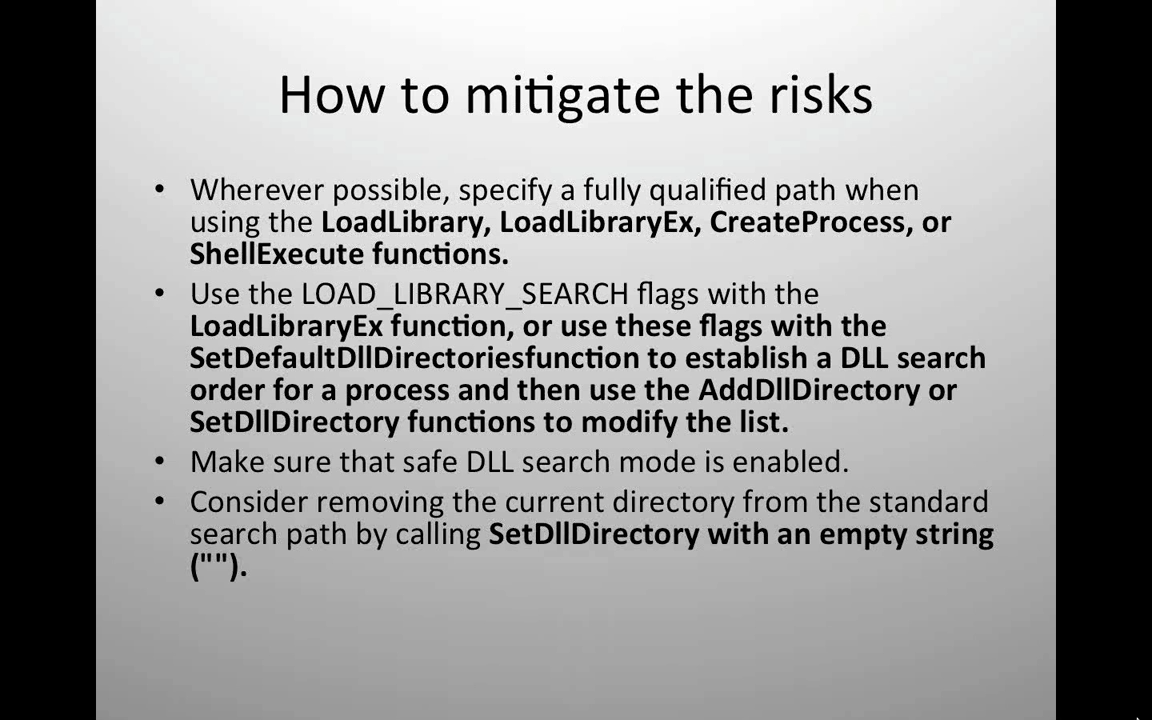 How to mitigate the risks
• Wherever possible, specify a fully qualified path when
using the LoadLibrary, LoadLibraryEx, CreateProcess, or
ShellExecute functions.
• Use the LOAD_LIBRARY_SEARCH flags with the
LoadLibraryEx function, or use these flags with the
SetDefaultDllDirectoriesfunction to establish a DLL search
order for a process and then use the AddDllDirectory or
SetDllDirectory functions to modify the list.
• Make sure that safe DLL search mode is enabled.
• Consider removing the current directory from the standard
search path by calling SetDllDirectory with an empty string
("").